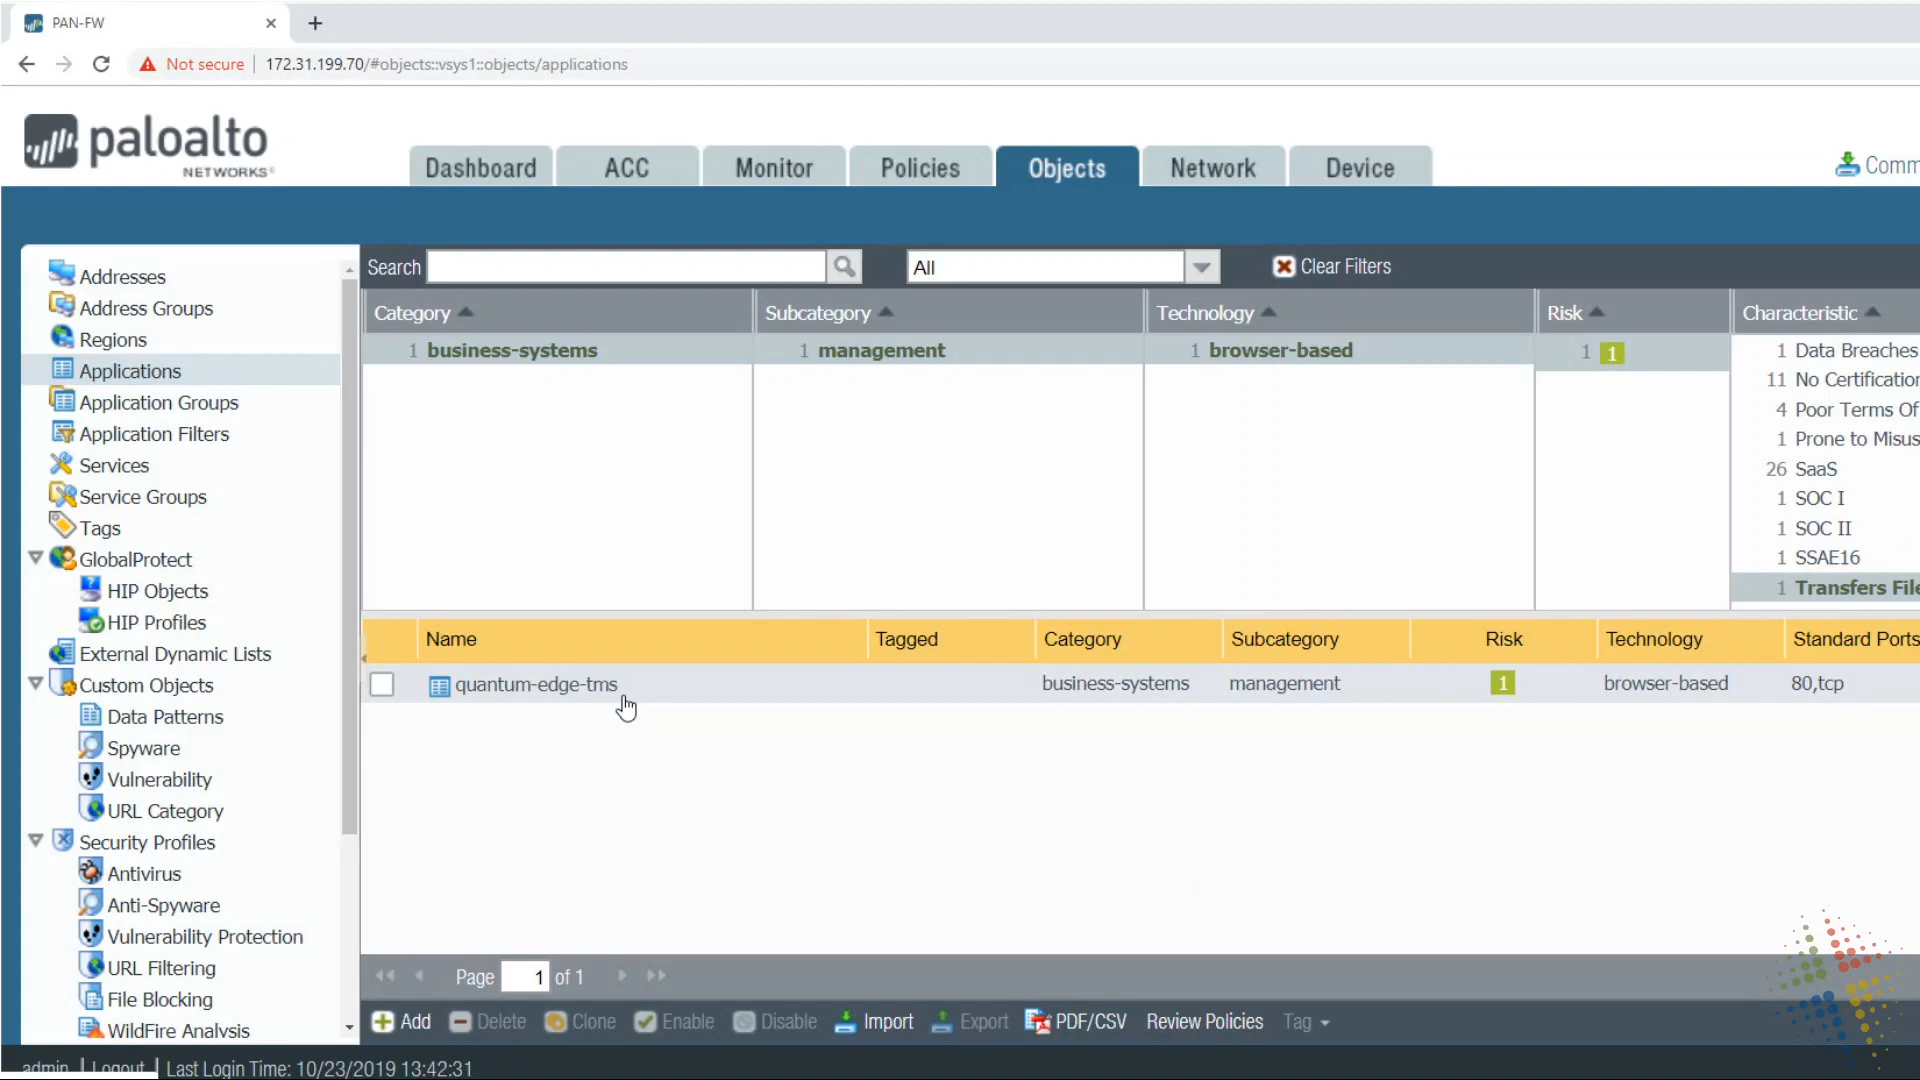 PAN-FW
Not secure 172.31.199.70/#objects::vsys1::objects/applications
paloalto
NETWORKS
Dashboard ACC Monitor Policies Objects Network Device Comm
Search All Clear Filters
Addresses
Address Groups
Regions
Applications
Application Groups
Application Filters
Services
Service Groups
Tags
GlobalProtect
HIP Objects
HIP Profiles
External Dynamic Lists
Custom Objects
Data Patterns
Spyware
Vulnerability
URL Category
Security Profiles
Antivirus
Anti-Spyware
Vulnerability Protection
URL Filtering
File Blocking
WildFire Analysis
Category Subcategory Technology Risk Characteristic
1 business-systems 1 management 1 browser-based 1 1 1 Data Breaches
11 No Certification
4 Poor Terms Of
1 Prone to Misus
26 SaaS
1 SOC I
1 SOC II
1 SSAE16
1 Transfers File
Name Tagged Category Subcategory Risk Technology Standard Ports
quantum-edge-tms business-systems management 1 browser-based 80,tcp
Page 1 of 1
Add Delete Clone Enable Disable Import Export PDF/CSV Review Policies Tag
admin | Logout | Last Login Time: 10/23/2019 13:42:31